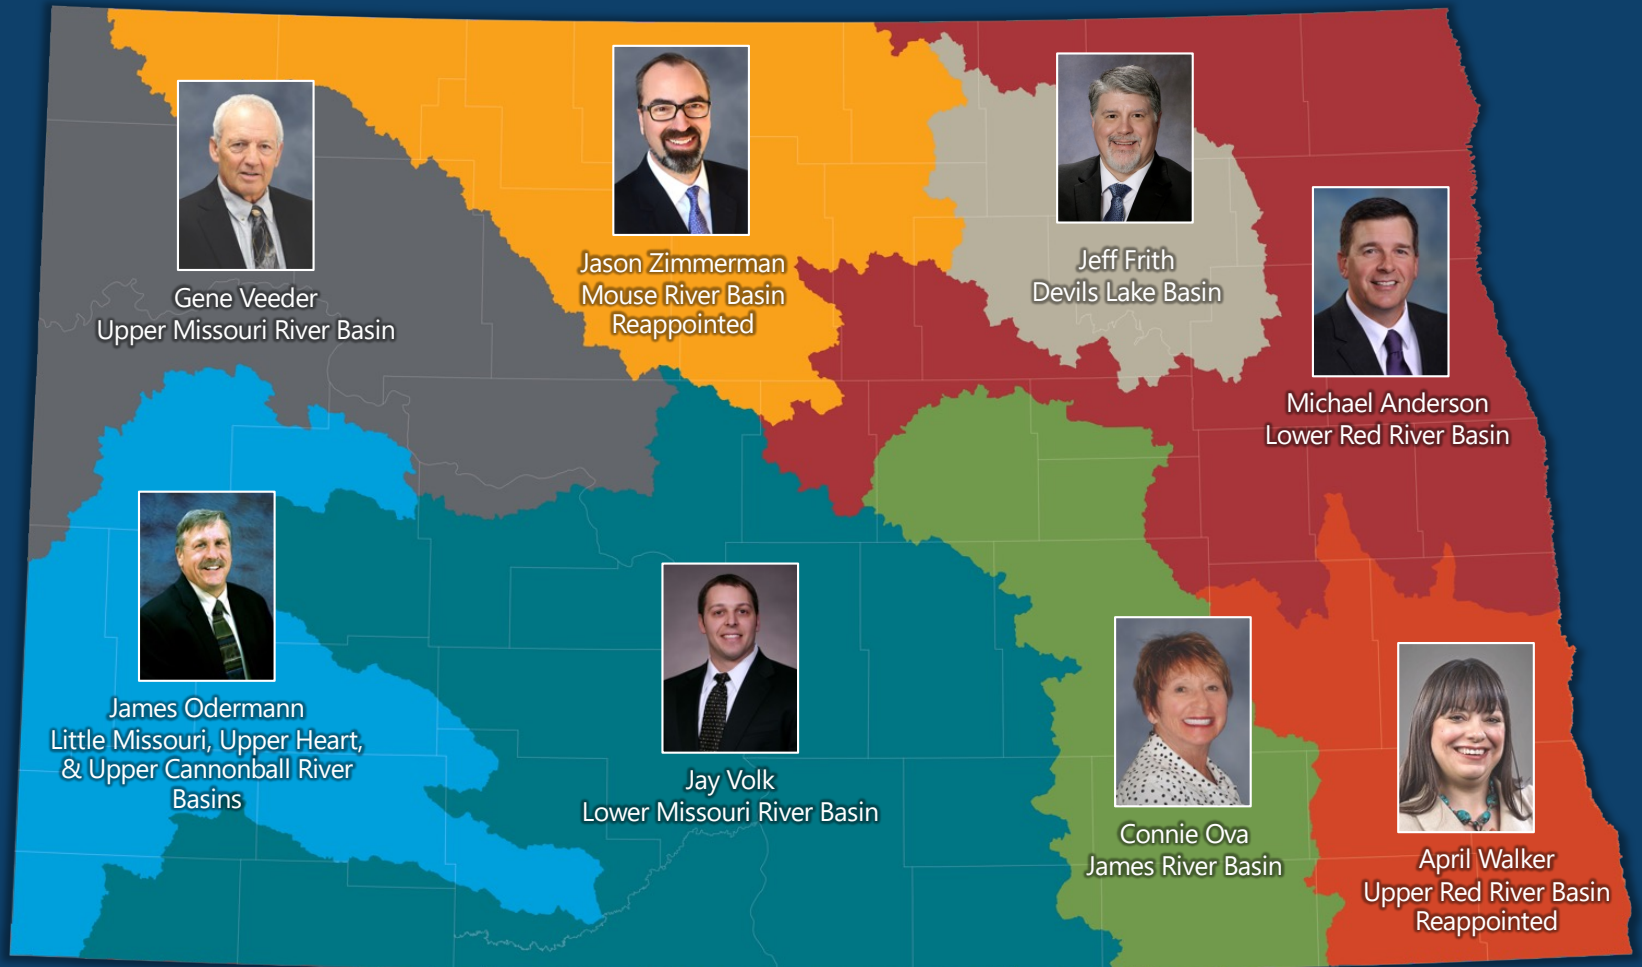 Gene Veeder
Upper Missouri River Basin
Jason Zimmerman
Mouse River Basin
Reappointed
Jeff Frith
Devils Lake Basin
Michael Anderson
Lower Red River Basin
James Odermann
Little Missouri, Upper Heart,
& Upper Cannonball River
Basins
Jay Volk
Lower Missouri River Basin
Connie Ova
James River Basin
April Walker
Upper Red River Basin
Reappointed